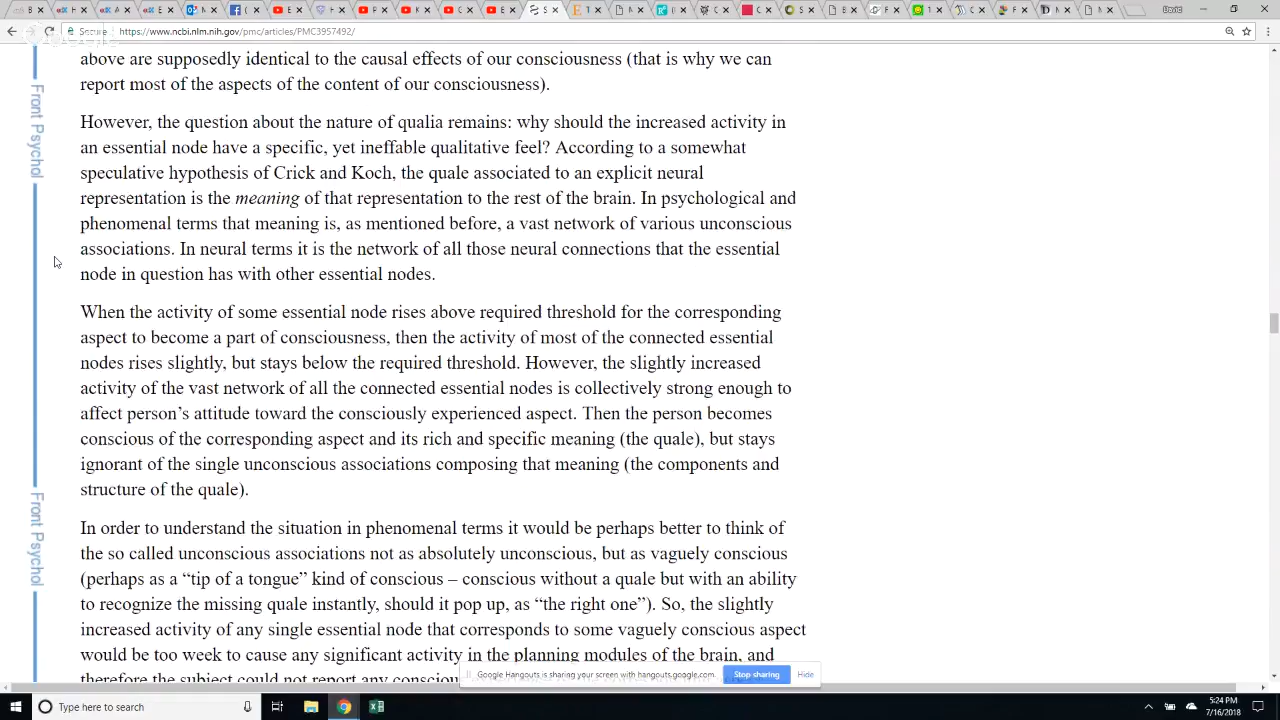 Secure
https://www.ncbi.nlm.nih.gov/pmc/articles/PMC3957492/
above are supposedly identical to the causal effects of our consciousness (that is why we can
report most of the aspects of the content of our consciousness).
However, the question about the nature of qualia remains: why should the increased activity in
an essential node have a specific, yet ineffable qualitative feel? According to a somewhat
speculative hypothesis of Crick and Koch, the quale associated to an explicit neural
representation is the meaning of that representation to the rest of the brain. In psychological and
phenomenal terms that meaning is, as mentioned before, a vast network of various unconscious
associations. In neural terms it is the network of all those neural connections that the essential
node in question has with other essential nodes.
When the activity of some essential node rises above required threshold for the corresponding
aspect to become a part of consciousness, then the activity of most of the connected essential
nodes rises slightly, but stays below the required threshold. However, the slightly increased
activity of the vast network of all the connected essential nodes is collectively strong enough to
affect person’s attitude toward the consciously experienced aspect. Then the person becomes
conscious of the corresponding aspect and its rich and specific meaning (the quale), but stays
ignorant of the single unconscious associations composing that meaning (the components and
structure of the quale).
In order to understand the situation in phenomenal terms it would be perhaps better to think of
the so called unconscious associations not as absolutely unconscious, but as vaguely conscious
(perhaps as a “tip of a tongue” kind of conscious – conscious without a quale but with an ability
to recognize the missing quale instantly, should it pop up, as “the right one”). So, the slightly
increased activity of any single essential node that corresponds to some vaguely conscious aspect
would be too week to cause any significant activity in the planning modules of the brain, and
therefore the subject could not report any
Front Psychol
Front Psychol
Google Hangouts is sharing your screen with hangouts.google.com.
Stop sharing
Hide
Type here to search
5:24 PM
7/16/2018